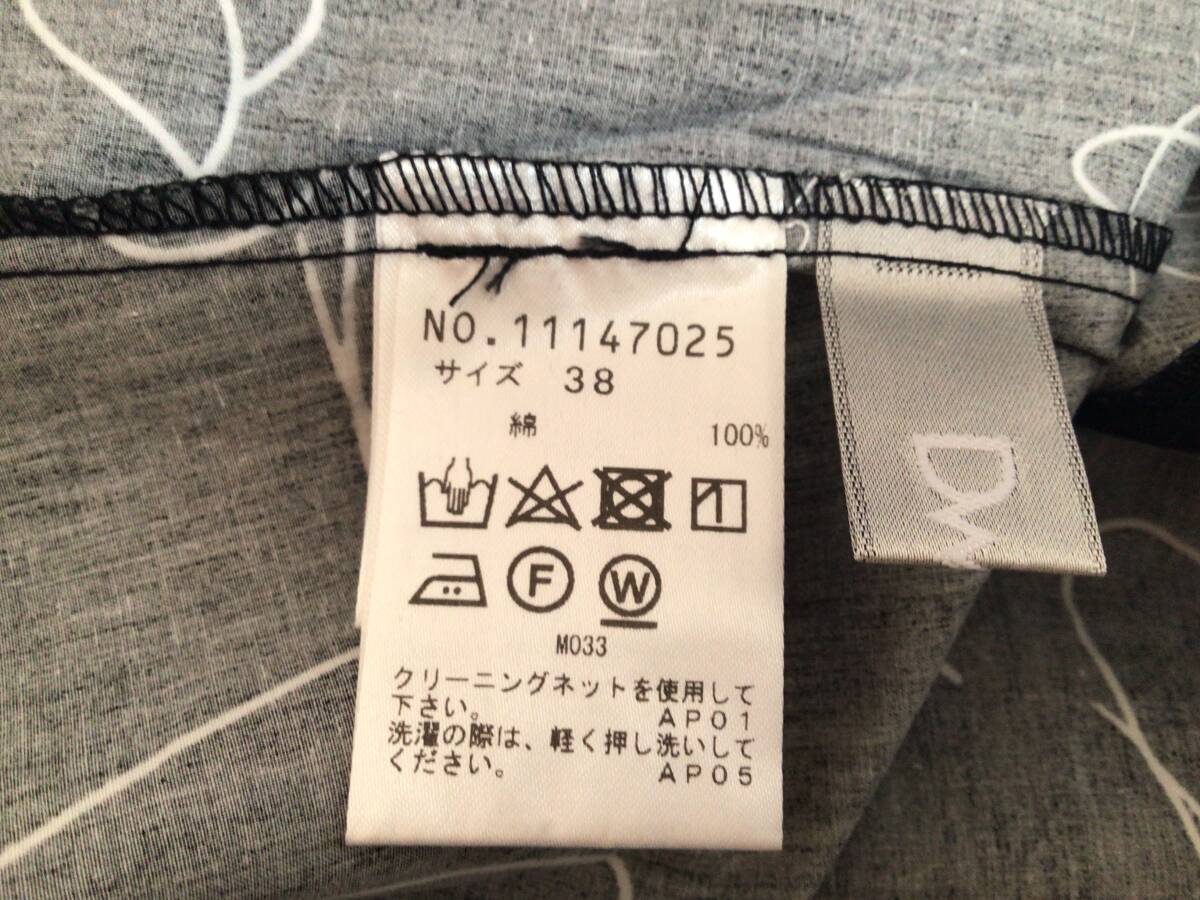 NO.11147025
サイズ 38
綿 100%
F W
M033
クリーニングネットを使用して
下さい。 AP01
洗濯の際は、軽く押し洗いして
ください。 AP05